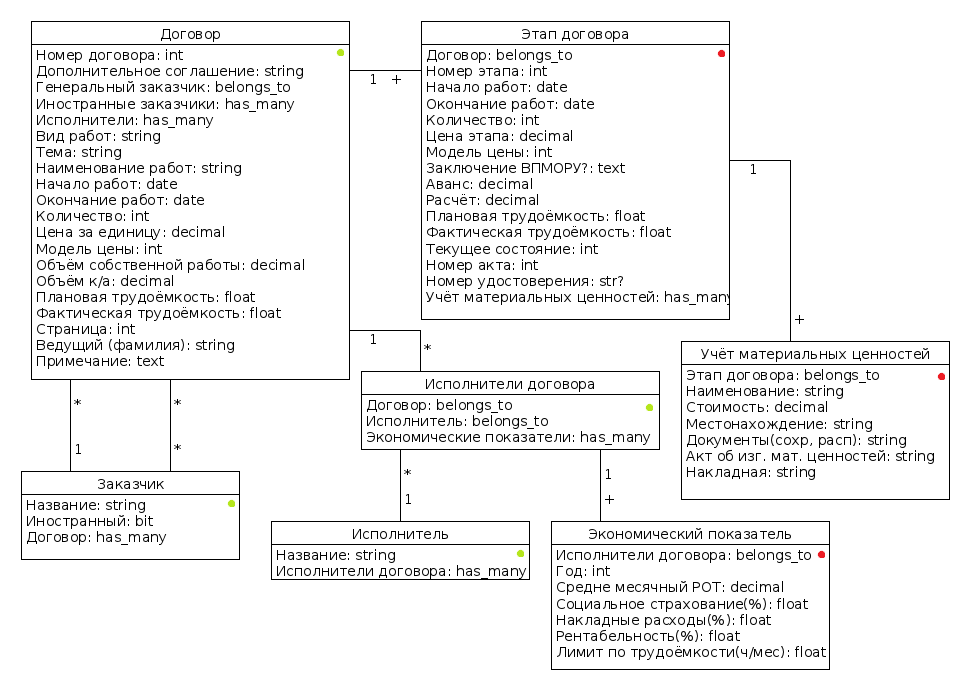 Договор
Номер договора: int
Дополнительное соглашение: string
Генеральный заказчик: belongs_to
Иностранные заказчики: has_many
Исполнители: has_many
Вид работ: string
Тема: string
Наименование работ: string
Начало работ: date
Окончание работ: date
Количество: int
Цена за единицу: decimal
Модель цены: int
Объём собственной работы: decimal
Объём к/а: decimal
Плановая трудоёмкость: float
Фактическая трудоёмкость: float
Страница: int
Ведущий (фамилия): string
Примечание: text
1 +
Этап договора
Договор: belongs_to
Номер этапа: int
Начало работ: date
Окончание работ: date
Количество: int
Цена этапа: decimal
Модель цены: int
Заключение ВПМОРУ?: text
Аванс: decimal
Расчёт: decimal
Плановая трудоёмкость: float
Фактическая трудоёмкость: float
Текущее состояние: int
Номер акта: int
Номер удостоверения: str?
Учёт материальных ценностей: has_many
1
+
1
*
Учёт материальных ценностей
Этап договора: belongs_to
Наименование: string
Стоимость: decimal
Местонахождение: string
Документы(сохр, расп): string
Акт об изг. мат. ценностей: string
Накладная: string
Исполнители договора
Договор: belongs_to
Исполнитель: belongs_to
Экономические показатели: has_many
* *
1 *
Заказчик
Название: string
Иностранный: bit
Договор: has_many
* 1
1 +
Исполнитель
Название: string
Исполнители договора: has_many
Экономический показатель
Исполнители договора: belongs_to
Год: int
Средне месячный РОТ: decimal
Социальное страхование(%): float
Накладные расходы(%): float
Рентабельность(%): float
Лимит по трудоёмкости(ч/мес): float